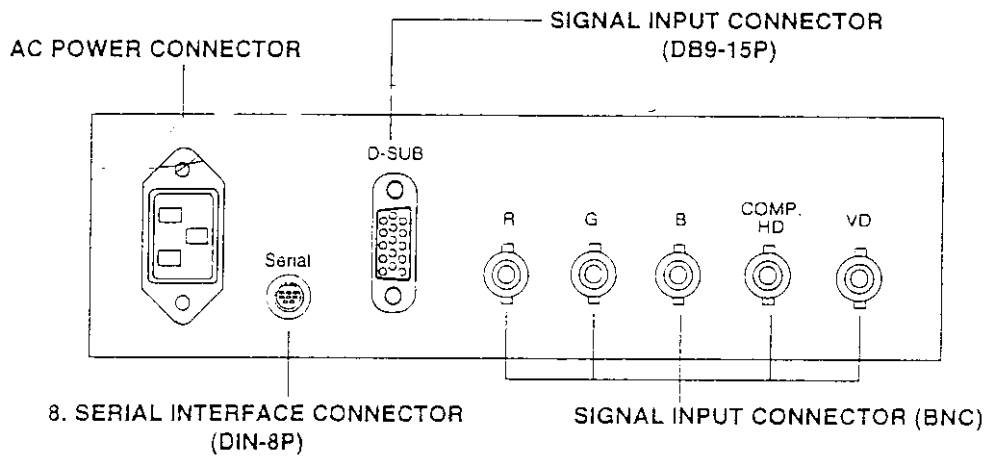 SIGNAL INPUT CONNECTOR
(DB9-15P)
AC POWER CONNECTOR
D-SUB
R
G
B
COMP.
HD
VD
Serial
8. SERIAL INTERFACE CONNECTOR
(DIN-8P)
SIGNAL INPUT CONNECTOR (BNC)